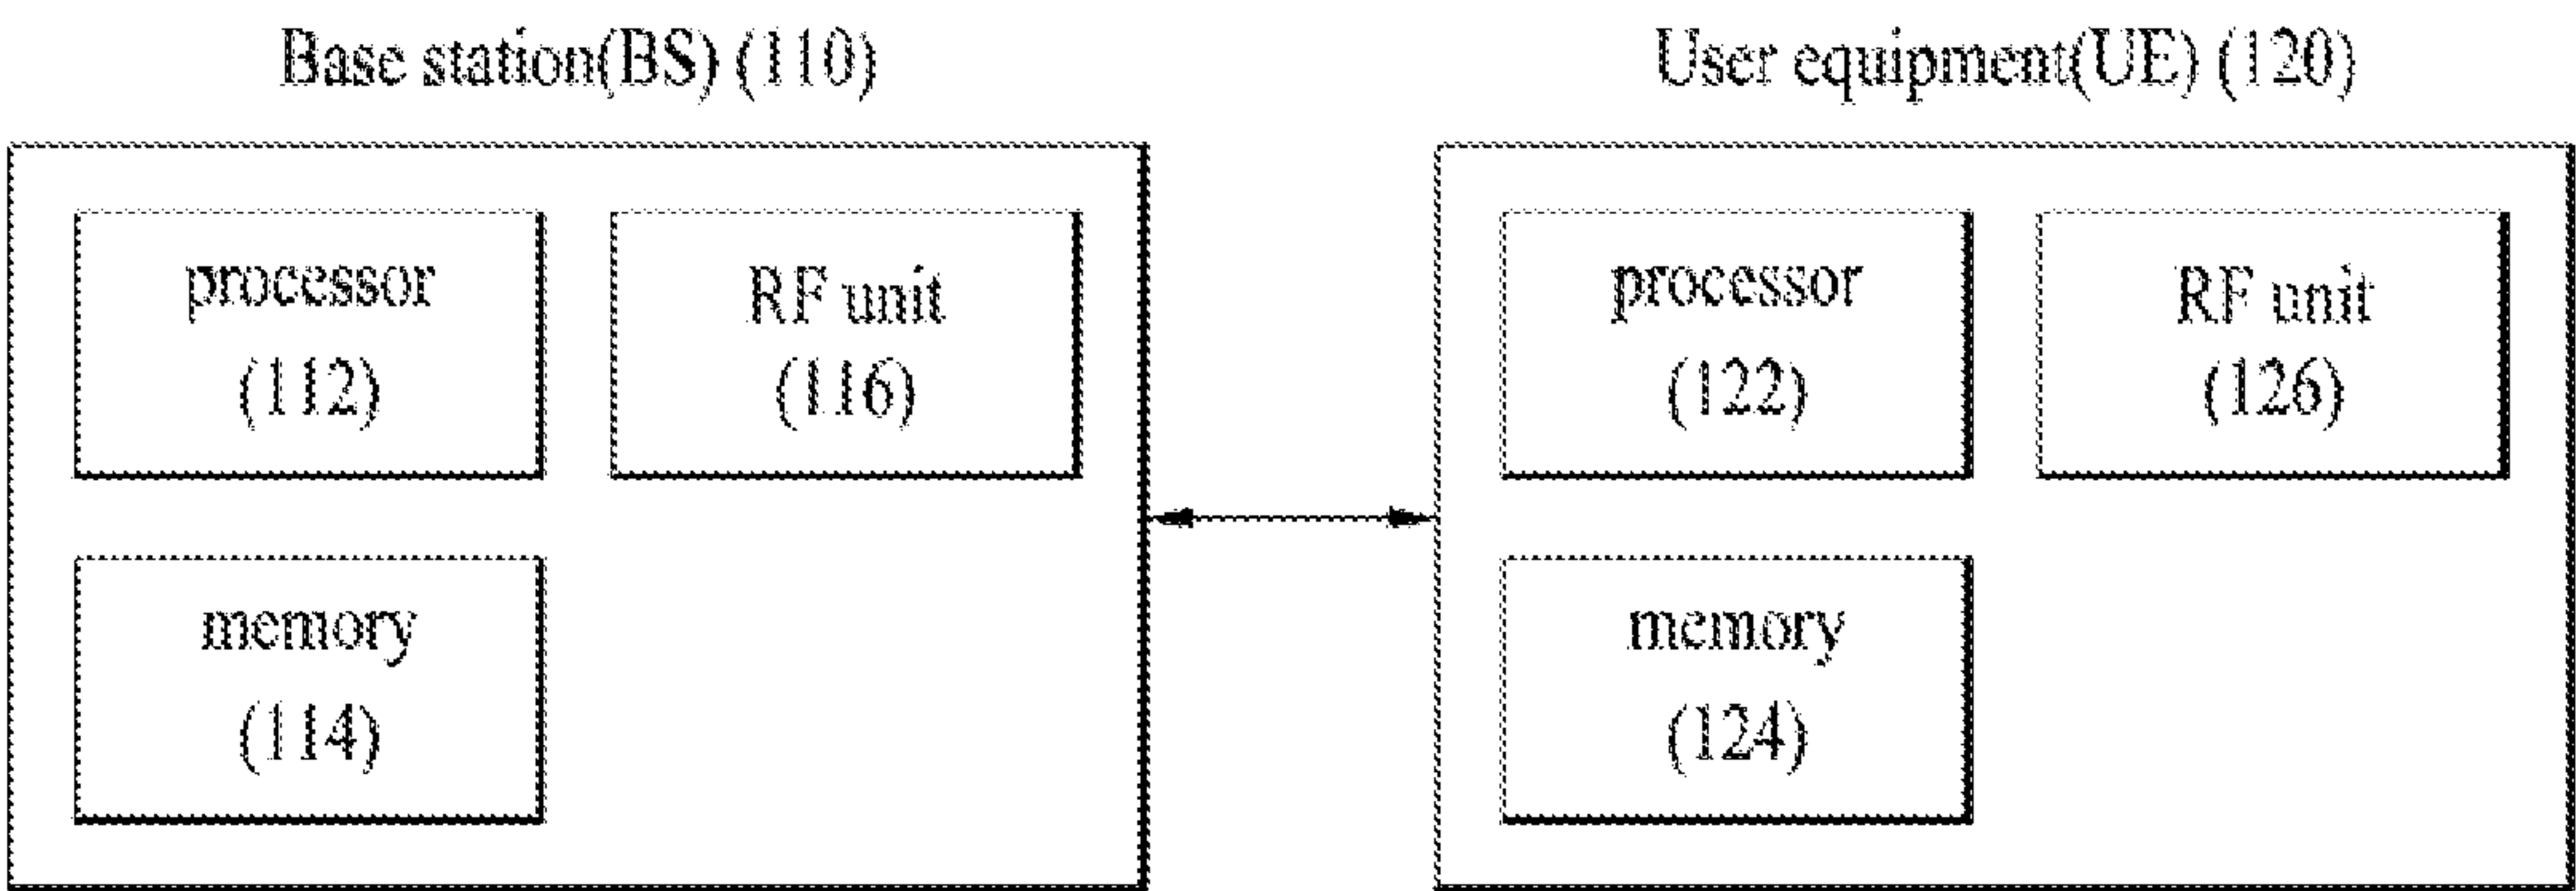 Base station(BS) (110)
User equipment(UE) (120)
processor
(112)
RF unit
(116)
memory
(114)
processor
(122)
RF unit
(126)
memory
(124)